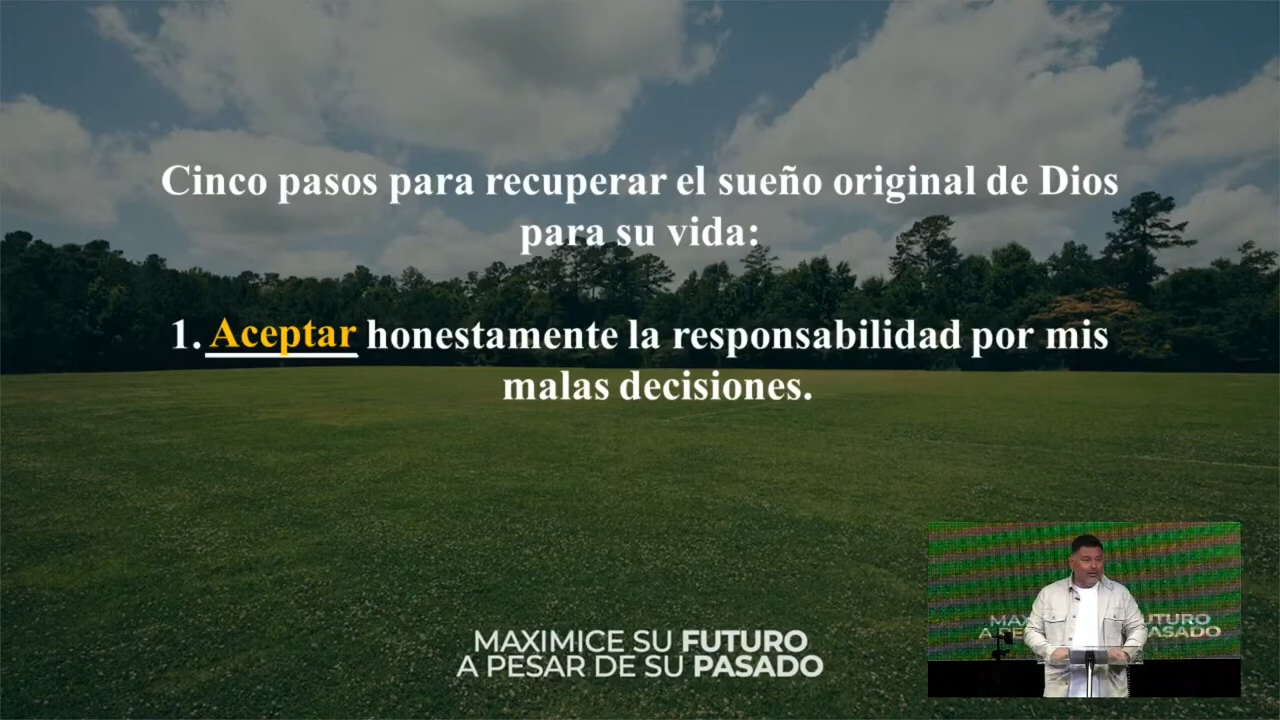 Cinco pasos para recuperar el sueño original de Dios
para su vida:
1. Aceptar honestamente la responsabilidad por mis
malas decisiones.
MAXIMICE SU FUTURO
A PESAR DE SU PASADO